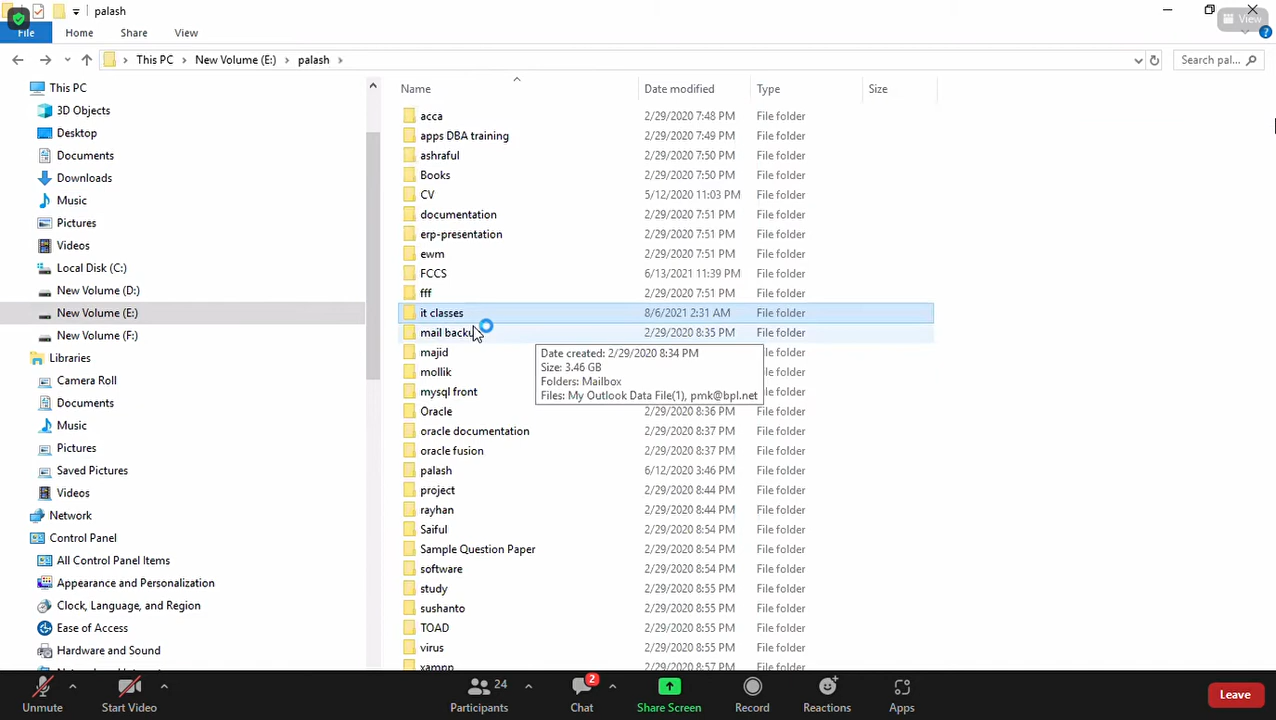 palash
View
File Home Share View
This PC New Volume (E:) palash
Search pal...
This PC
3D Objects
Desktop
Documents
Downloads
Music
Pictures
Videos
Local Disk (C:)
New Volume (D:)
New Volume (E:)
New Volume (F:)
Libraries
Camera Roll
Documents
Music
Pictures
Saved Pictures
Videos
Network
Control Panel
All Control Panel Items
Appearance and Personalization
Clock, Language, and Region
Ease of Access
Hardware and Sound
Name Date modified Type Size
acca 2/29/2020 7:48 PM File folder
apps DBA training 2/29/2020 7:49 PM File folder
ashraful 2/29/2020 7:50 PM File folder
Books 2/29/2020 7:50 PM File folder
CV 5/12/2020 11:03 PM File folder
documentation 2/29/2020 7:51 PM File folder
erp-presentation 2/29/2020 7:51 PM File folder
ewm 2/29/2020 7:51 PM File folder
FCCS 6/13/2021 11:39 PM File folder
fff 2/29/2020 7:51 PM File folder
it classes 8/6/2021 2:31 AM File folder
mail backu 2/29/2020 8:35 PM File folder
majid le folder
mollik le folder
mysql front le folder
Date created: 2/29/2020 8:34 PM
Size: 3.46 GB
Folders: Mailbox
Files: My Outlook Data File(1), pmk@bpl.net
Oracle 2/29/2020 8:36 PM File folder
oracle documentation 2/29/2020 8:37 PM File folder
oracle fusion 2/29/2020 8:37 PM File folder
palash 6/12/2020 3:46 PM File folder
project 2/29/2020 8:44 PM File folder
rayhan 2/29/2020 8:44 PM File folder
Saiful 2/29/2020 8:54 PM File folder
Sample Question Paper 2/29/2020 8:54 PM File folder
software 2/29/2020 8:54 PM File folder
study 2/29/2020 8:55 PM File folder
sushanto 2/29/2020 8:55 PM File folder
TOAD 2/29/2020 8:55 PM File folder
virus 2/29/2020 8:55 PM File folder
xampp 2/29/2020 8:57 PM File folder
24 2
Unmute Start Video Participants Chat Share Screen Record Reactions Apps Leave